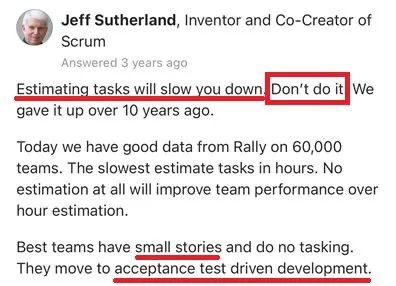 Jeff Sutherland, Inventor and Co-Creator of
Scrum
Answered 3 years ago
Estimating tasks will slow you down. Don't do it. We
gave it up over 10 years ago.
Today we have good data from Rally on 60,000
teams. The slowest estimate tasks in hours. No
estimation at all will improve team performance over
hour estimation.
Best teams have small stories and do no tasking.
They move to acceptance test driven development.